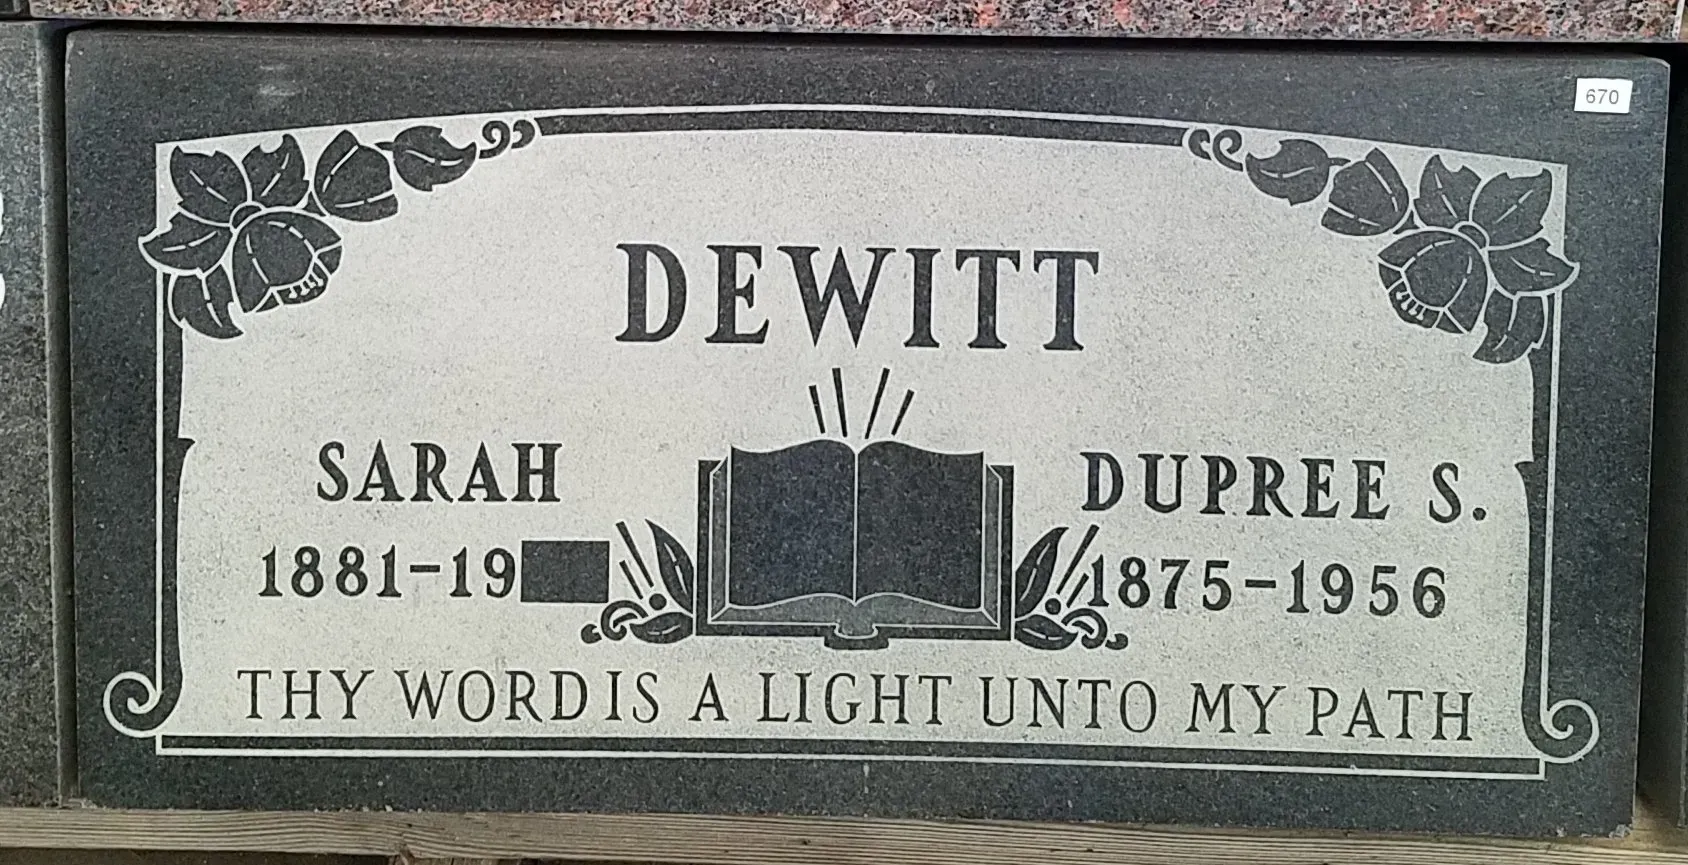 670
DEWITT
SARAH
1881-19
DUPREE S.
1875-1956
THY WORD IS A LIGHT UNTO MY PATH